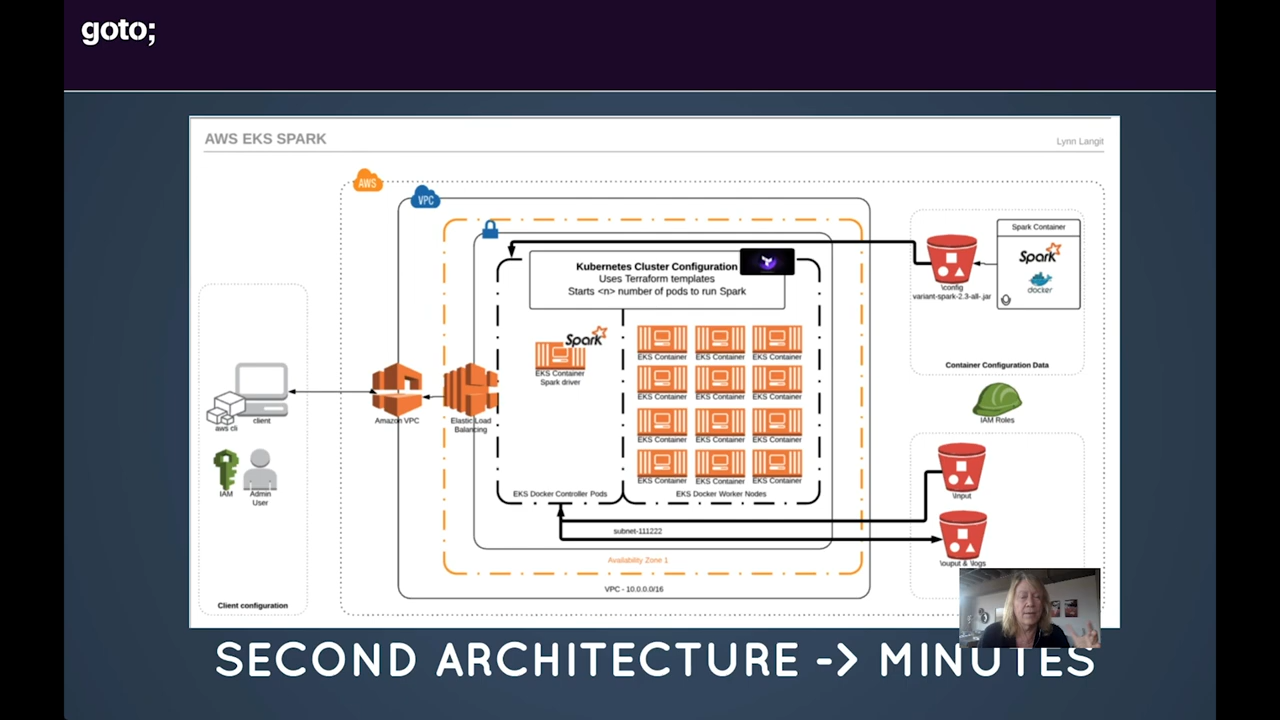 goto;
AWS EKS SPARK
Lynn Langit
AWS
VPC
Spark Container
Spark
docker
\config
variant-spark-2.3-all-.jar
Container Configuration Data
Kubernetes Cluster Configuration
Uses Terraform templates
Starts <n> number of pods to run Spark
Spark
EKS Container
Spark driver
EKS Container
EKS Container
EKS Container
EKS Container
EKS Container
EKS Container
EKS Container
EKS Container
EKS Container
EKS Container
EKS Container
EKS Container
EKS Docker Controller Pods
EKS Docker Worker Nodes
client
aws cli
IAM
Admin
User
Client configuration
Amazon VPC
Elastic Load
Balancing
IAM Roles
\input
\ouput & \logs
subnet-111222
Availability Zone 1
VPC - 10.0.0.0/16
SECOND ARCHITECTURE -> MINUTES